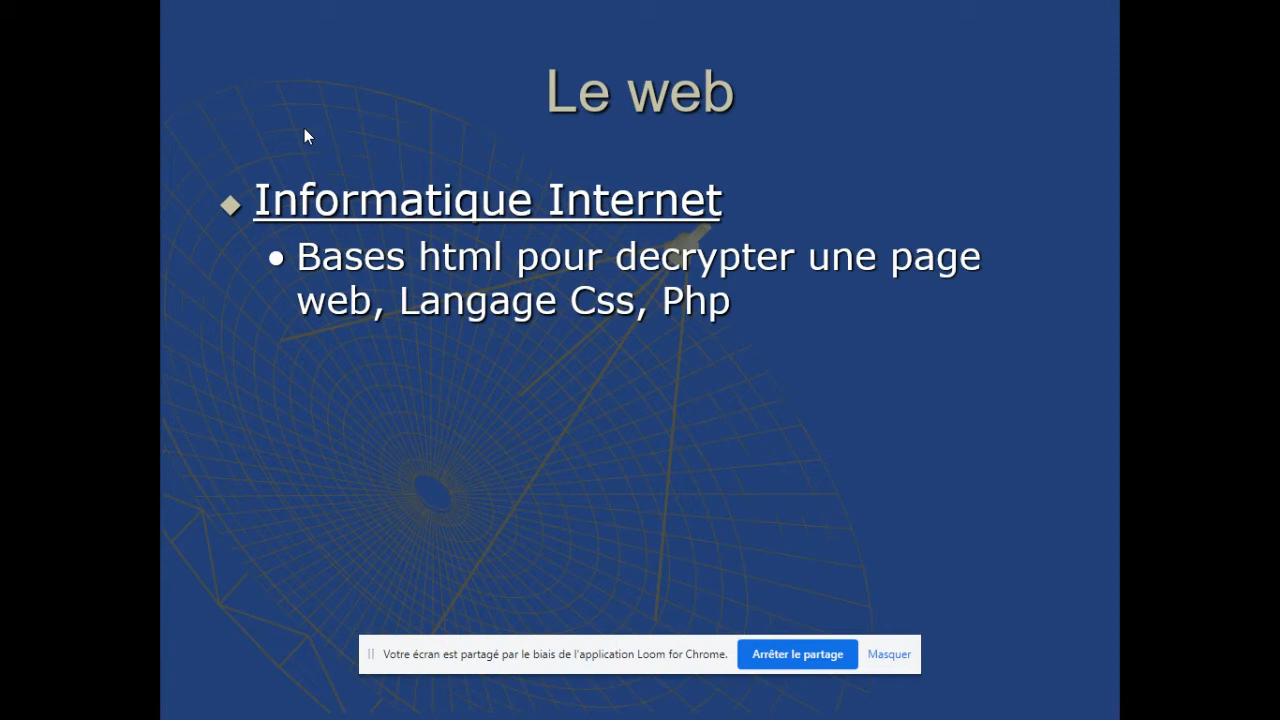 Le web
Informatique Internet
Bases html pour decrypter une page
web, Langage Css, Php
Votre écran est partagé par le biais de l'application Loom for Chrome. Arrêter le partage Masquer